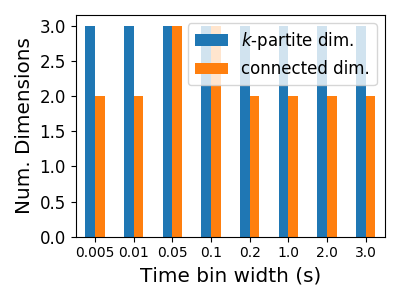 3.0
2.5
2.0
1.5
1.0
0.5
0.0
Num. Dimensions
k-partite dim.
connected dim.
0.005 0.01 0.05 0.1 0.2 1.0 2.0 3.0
Time bin width (s)